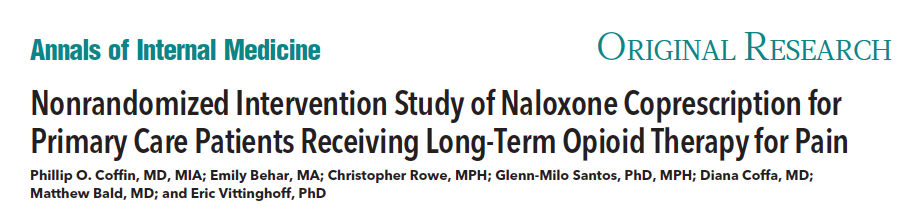 Annals of Internal Medicine
ORIGINAL RESEARCH
Nonrandomized Intervention Study of Naloxone Coprescription for
Primary Care Patients Receiving Long-Term Opioid Therapy for Pain
Phillip O. Coffin, MD, MIA; Emily Behar, MA; Christopher Rowe, MPH; Glenn-Milo Santos, PhD, MPH; Diana Coffa, MD;
Matthew Bald, MD; and Eric Vittinghoff, PhD